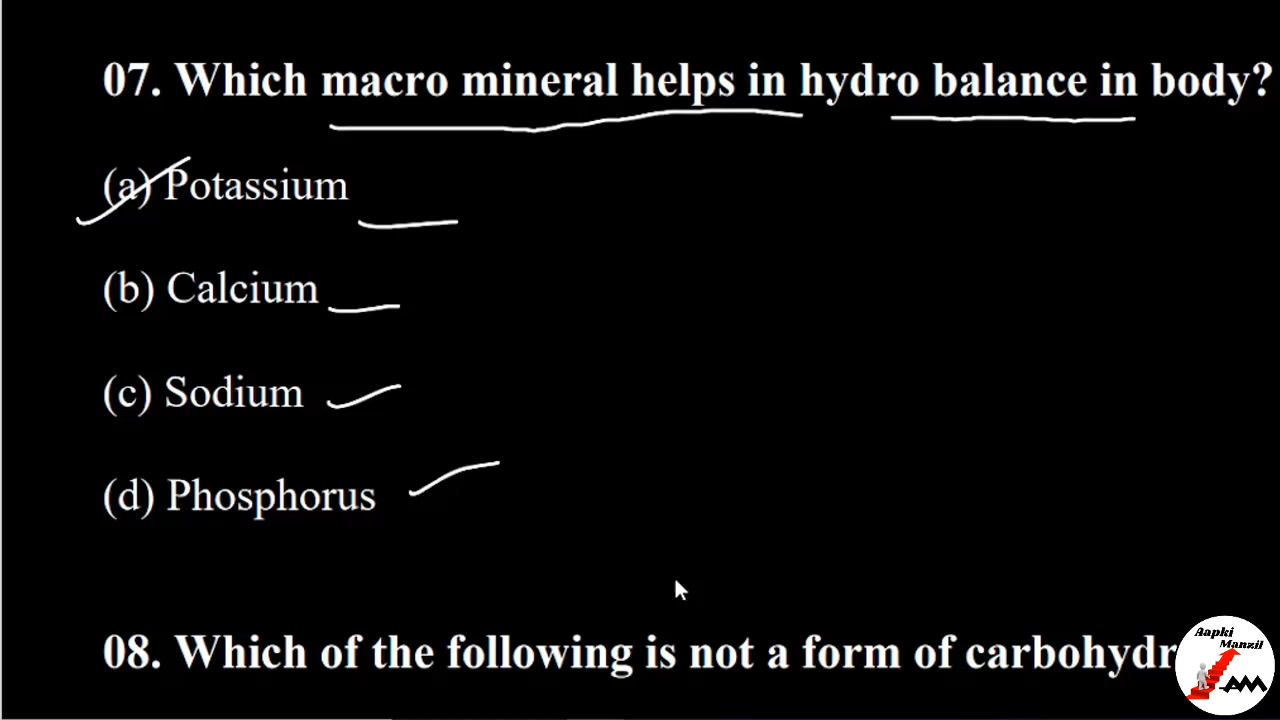 07. Which macro mineral helps in hydro balance in body?
(a) Potassium
(b) Calcium
(c) Sodium
(d) Phosphorus
08. Which of the following is not a form of carbohydr
Aapki
Manzil
AM